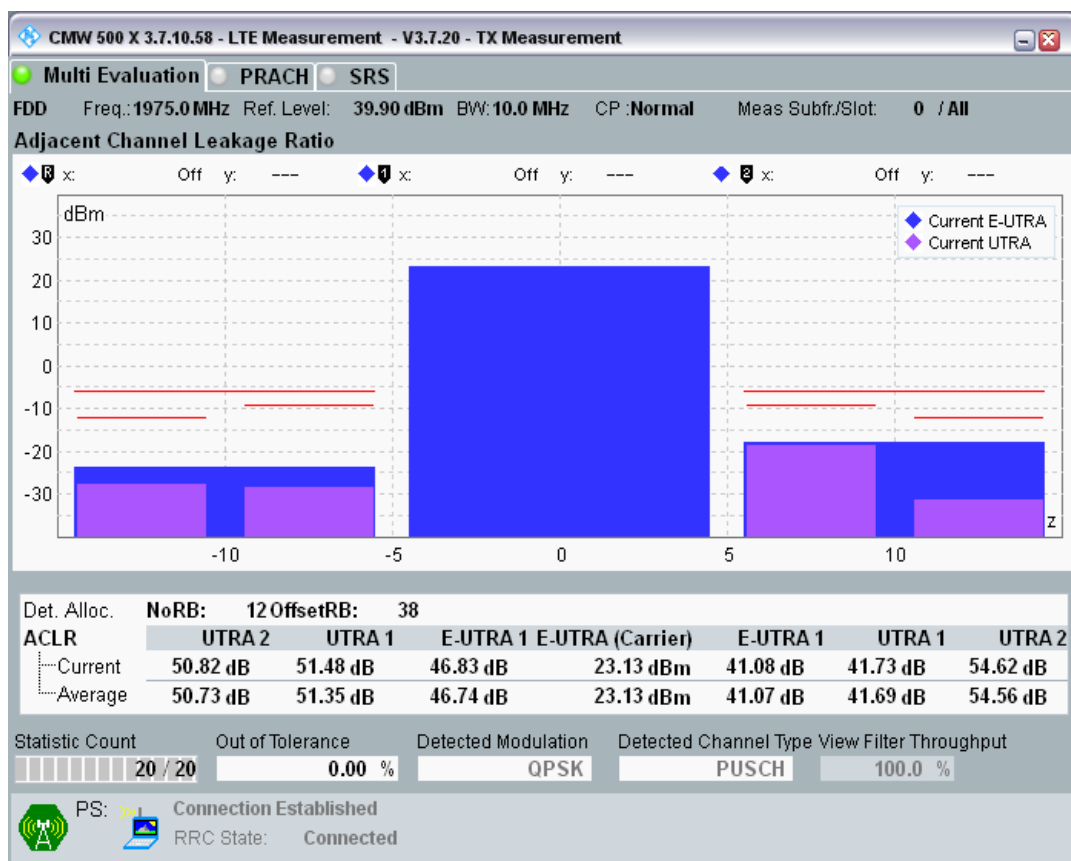 CMW 500 X 3.7.10.58 - LTE Measurement - V3.7.20 - TX Measurement
Multi Evaluation PRACH SRS
FDD Freq.: 1975.0 MHz Ref. Level: 39.90 dBm BW: 10.0 MHz CP :Normal Meas Subfr./Slot: 0 / All
Adjacent Channel Leakage Ratio
R x: Off y: --- 1 x: Off y: --- 2 x: Off y: ---
dBm
Current E-UTRA
Current UTRA
30
20
10
0
-10
-20
-30
z
-10 -5 0 5 10
Det. Alloc. NoRB: 12 OffsetRB: 38
ACLR UTRA 2 UTRA 1 E-UTRA 1 E-UTRA (Carrier) E-UTRA 1 UTRA 1 UTRA 2
Current 50.82 dB 51.48 dB 46.83 dB 23.13 dBm 41.08 dB 41.73 dB 54.62 dB
Average 50.73 dB 51.35 dB 46.74 dB 23.13 dBm 41.07 dB 41.69 dB 54.56 dB
Statistic Count Out of Tolerance Detected Modulation Detected Channel Type View Filter Throughput
20 / 20 0.00 % QPSK PUSCH 100.0 %
PS: Connection Established
RRC State: Connected